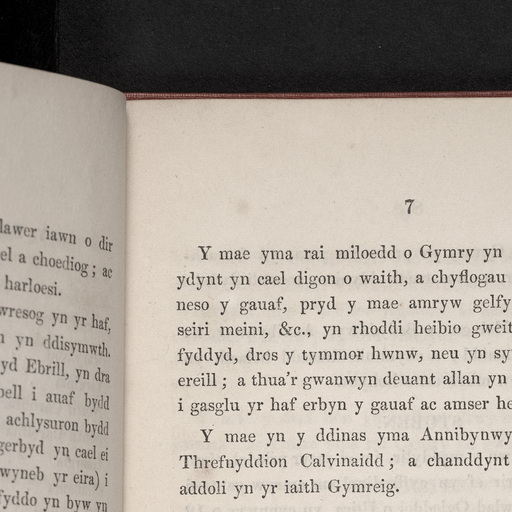 lawer iawn o dir
el a choediog; ac
harloesi.
wresog yn yr haf,
yn ddisymwth.
yd Ebrill, yn dra
pell i auaf bydd
achlysuron bydd
gerbyd yn cael ei
wyneb yr eira) i
fyddo yn byw yn
7
Y mae yma rai miloedd o Gymry yn
ydynt yn cael digon o waith, a chyflogau
neso y gauaf, pryd y mae amryw gelfy
seiri meini, &c., yn rhoddi heibio gweit
fyddyd, dros y tymmor hwnw, neu yn sy
ereill; a thua'r gwanwyn deuant allan yn
i gasglu yr haf erbyn y gauaf ac amser he
Y mae yn y ddinas yma Annibynwy
Threfnyddion Calvinaidd; a chanddynt
addoli yn yr iaith Gymreig.